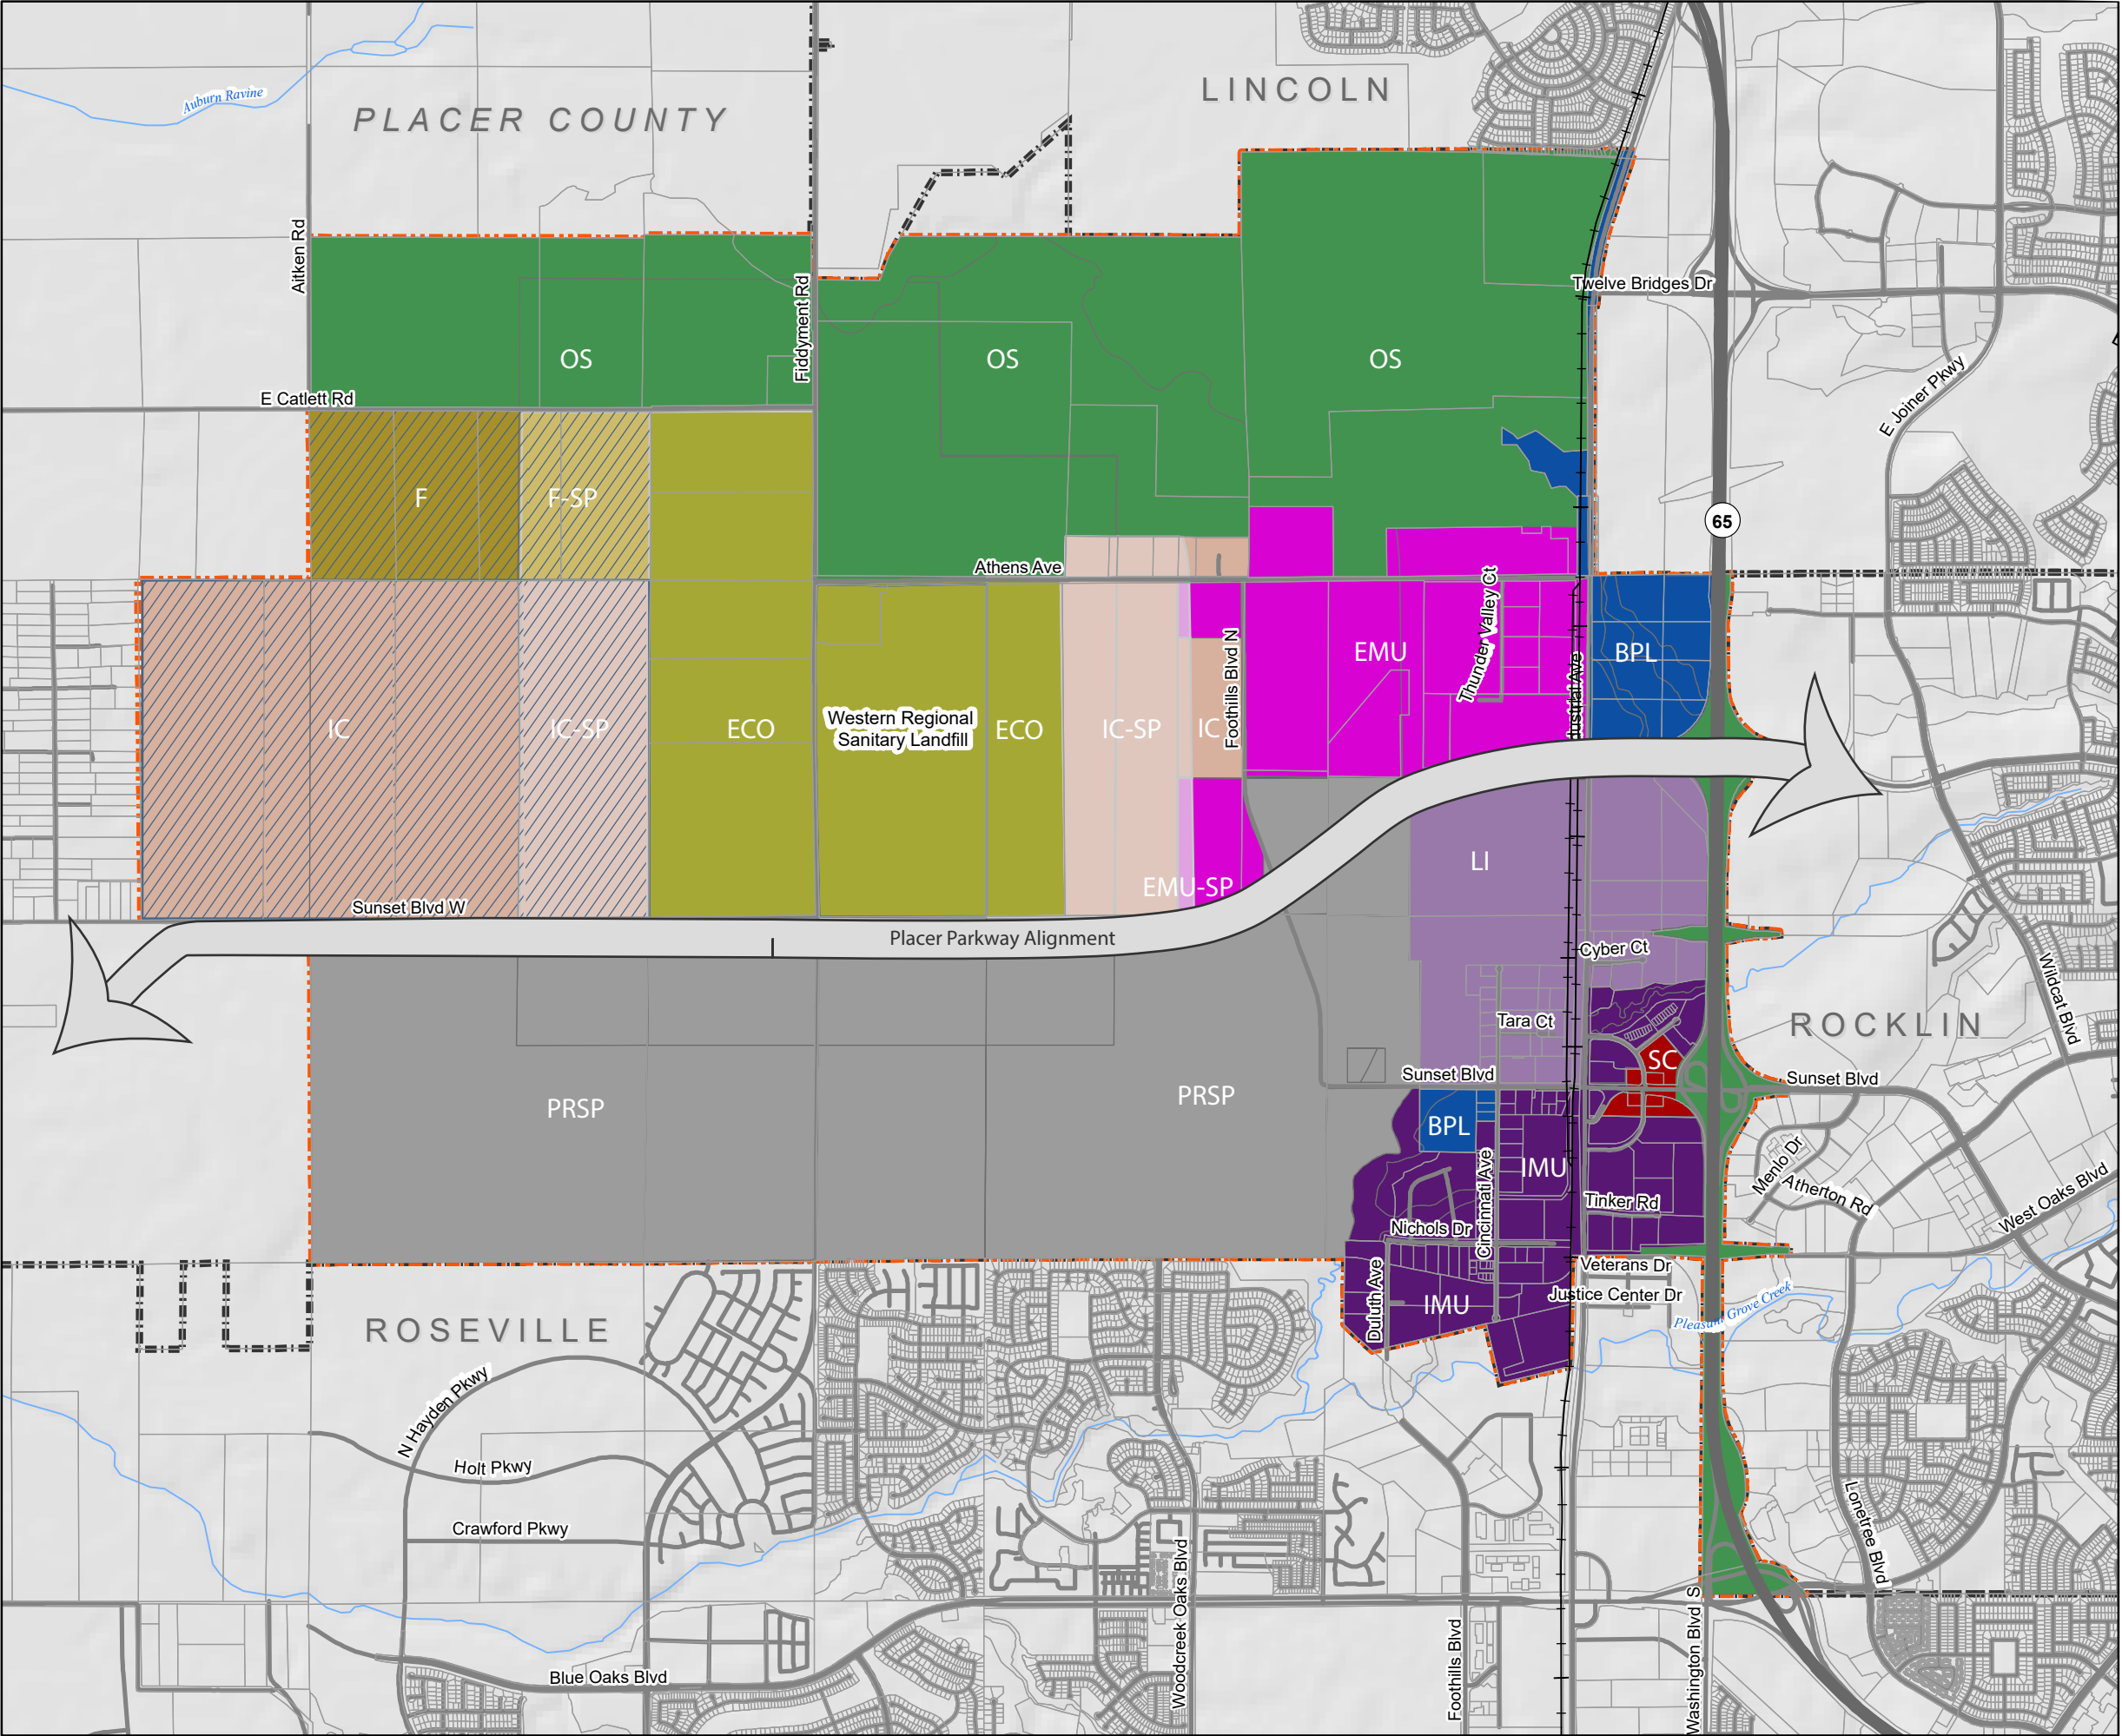 LINCOLN
Auburn Ravine
PLACER COUNTY
Aitken Rd
Fiddyment Rd
Twelve Bridges Dr
OS
OS
OS
E Catlett Rd
E Joiner Pkwy
F
F-SP
65
Athens Ave
Thunder Valley Ct
Foothills Blvd N
EMU
BPL
IC
IC-SP
ECO
Western Regional
Sanitary Landfill
ECO
IC-SP
IC
LI
EMU-SP
Sunset Blvd W
Placer Parkway Alignment
Cyber Ct
Wildcat Blvd
Tara Ct
ROCKLIN
SC
Sunset Blvd
Sunset Blvd
PRSP
PRSP
BPL
IMU
Menlo Dr
Cincinnati Ave
Tinker Rd
Atherton Rd
West Oaks Blvd
Nichols Dr
Veterans Dr
Duluth Ave
IMU
Justice Center Dr
Pleasant Grove Creek
ROSEVILLE
N Hayden Pkwy
Holt Pkwy
Crawford Pkwy
Lonetree Blvd
Woodcreek Oaks Blvd
Foothills Blvd
Washington Blvd S
Blue Oaks Blvd